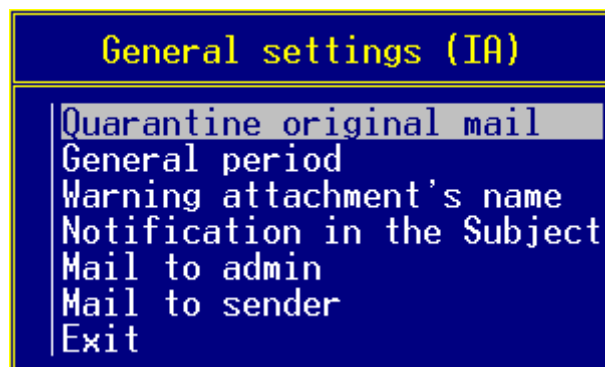 General settings (IA)
Quarantine original mail
General period
Warning attachment's name
Notification in the Subject
Mail to admin
Mail to sender
Exit